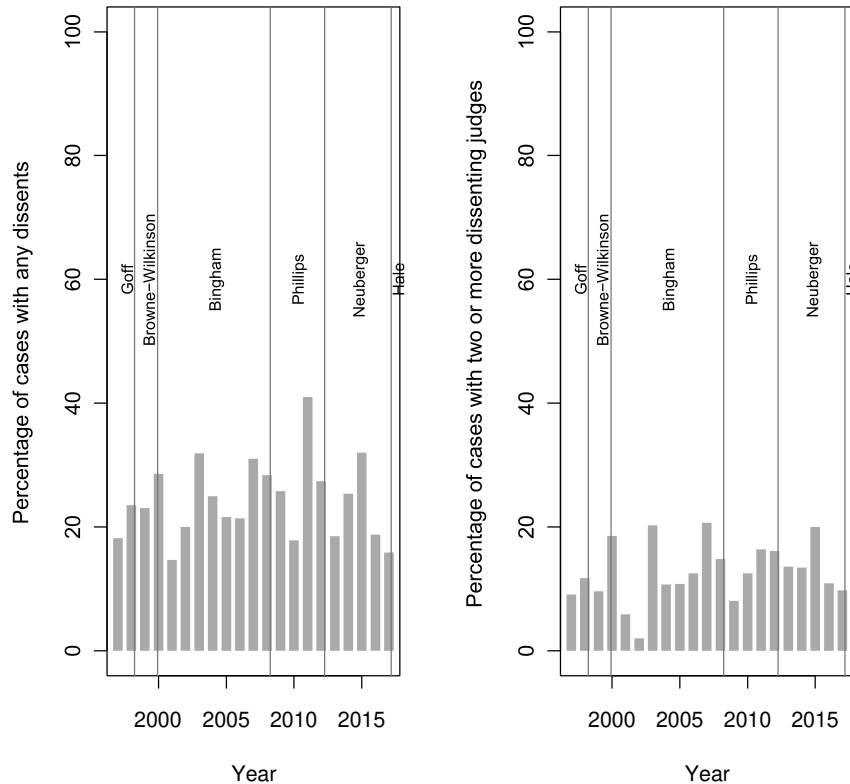 Percentage of cases with any dissents
0
20
40
60
80
100
Goff
Browne−Wilkinson
Bingham
Phillips
Neuberger
Hale
2000
2005
2010
2015
Year
Percentage of cases with two or more dissenting judges
0
20
40
60
80
100
Goff
Browne−Wilkinson
Bingham
Phillips
Neuberger
2000
2005
2010
2015
Year